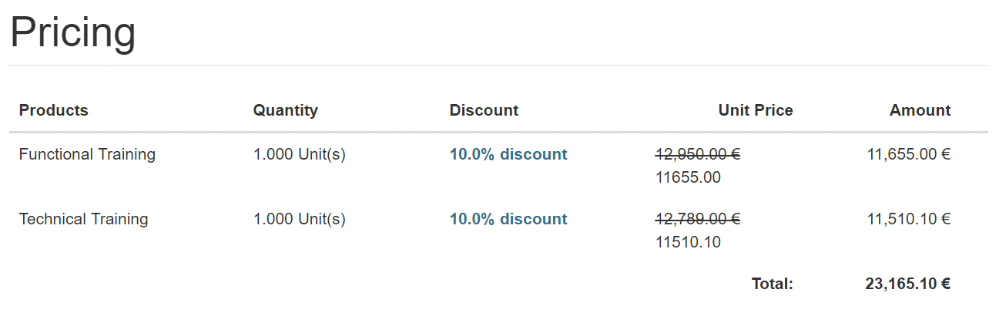 Pricing
Products Quantity Discount Unit Price Amount
Functional Training 1.000 Unit(s) 10.0% discount 12,950.00 € 11,655.00 €
11655.00
Technical Training 1.000 Unit(s) 10.0% discount 12,789.00 € 11,510.10 €
11510.10
Total: 23,165.10 €